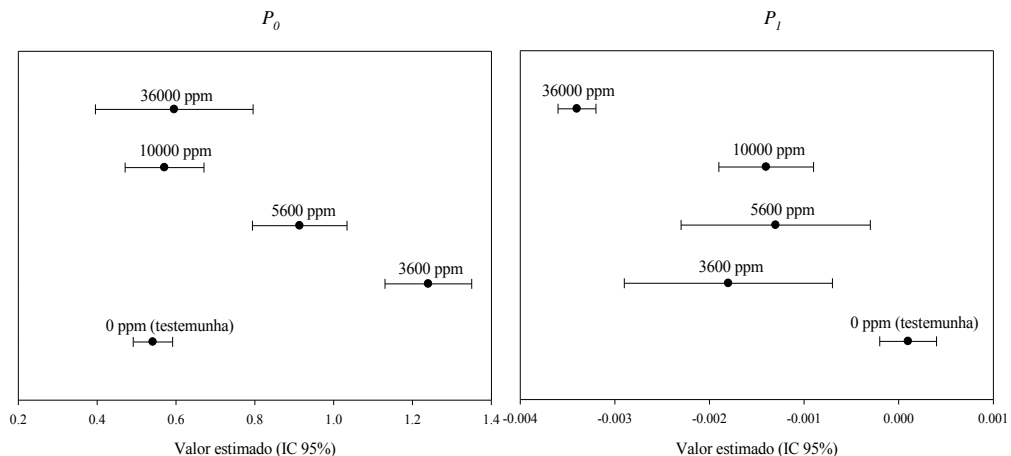 P0
36000 ppm
10000 ppm
5600 ppm
3600 ppm
0 ppm (testemunha)
0.2 0.4 0.6 0.8 1.0 1.2 1.4
Valor estimado (IC 95%)
P1
36000 ppm
10000 ppm
5600 ppm
3600 ppm
0 ppm (testemunha)
-0.004 -0.003 -0.002 -0.001 0.000 0.001
Valor estimado (IC 95%)